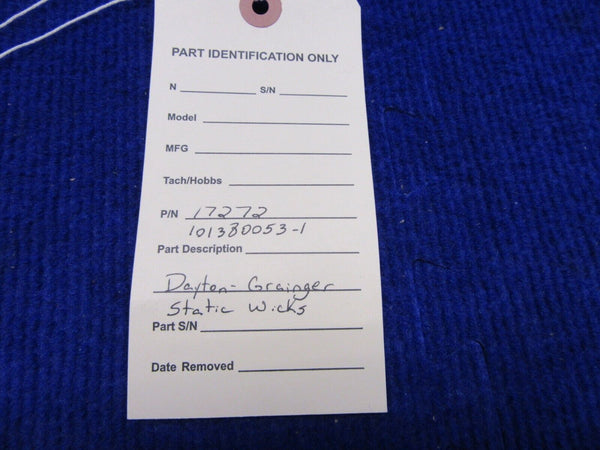 PART IDENTIFICATION ONLY
N S/N
Model
MFG
Tach/Hobbs
P/N 17272
101380053-1
Part Description
Dayton-Grainger
Static Wicks
Part S/N
Date Removed